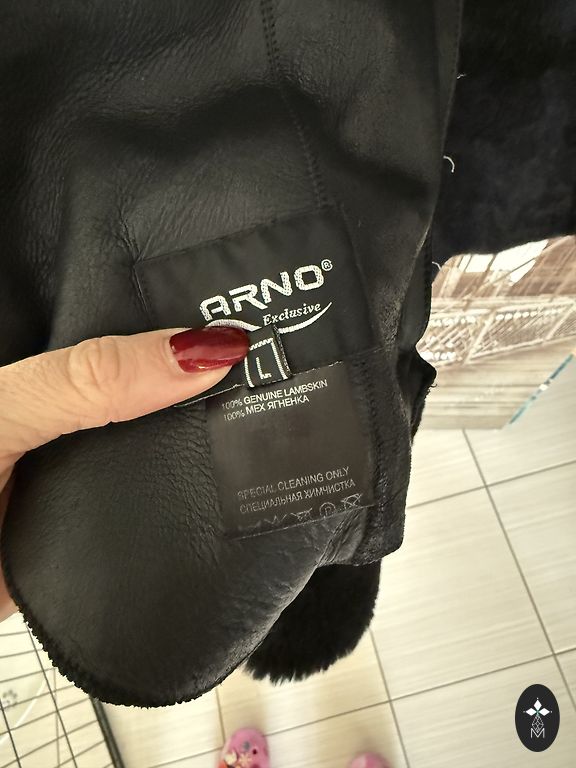 ARNO®
Exclusive
L
100% GENUINE LAMBSKIN
100% МЕХ ЯГНЕНКА
SPECIAL CLEANING ONLY
СПЕЦИАЛЬНАЯ ХИМЧИСТКА
P
M